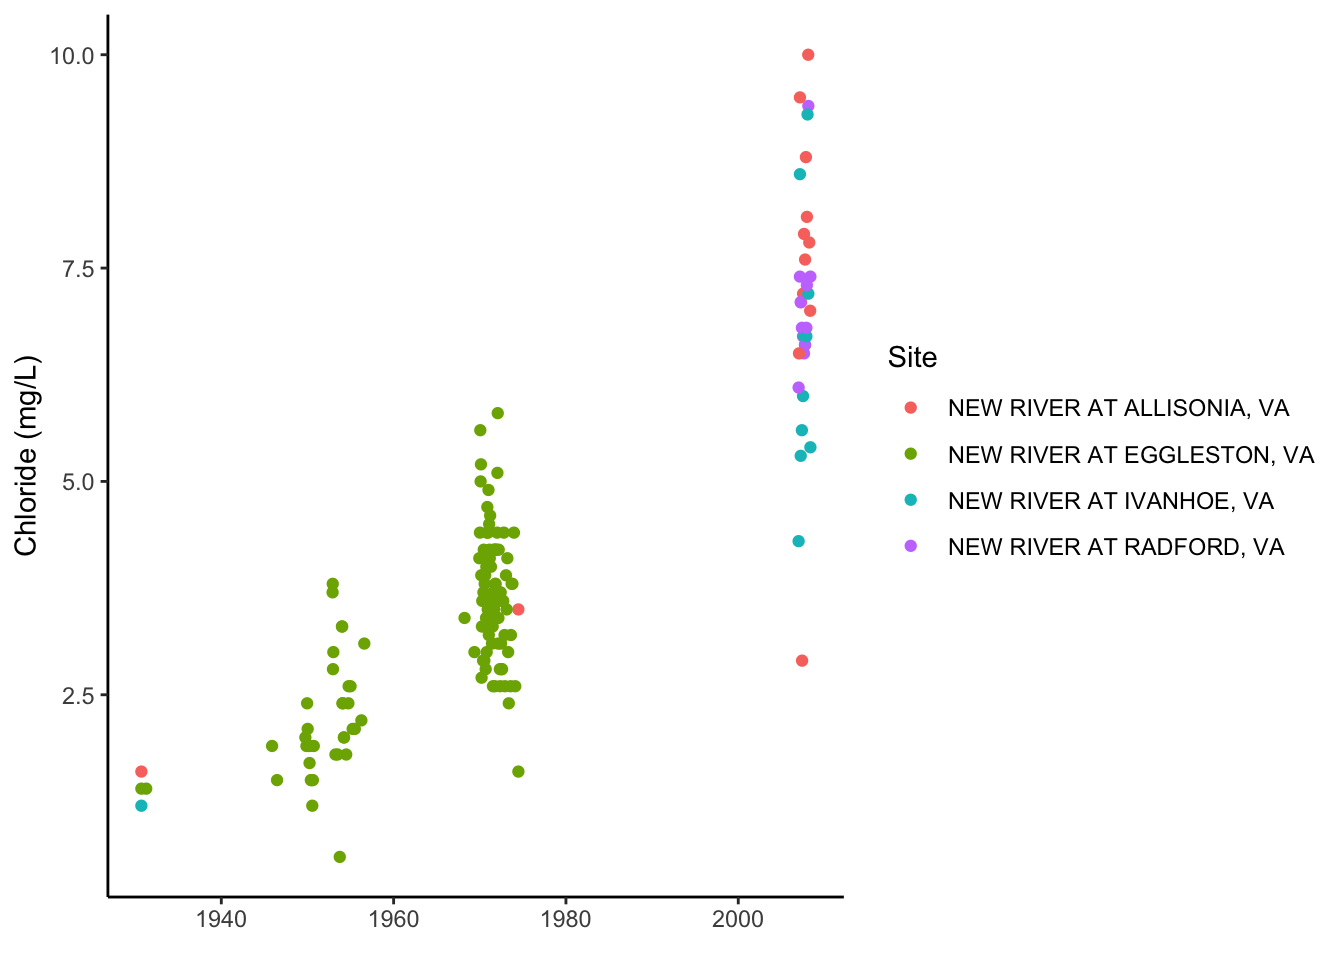 10.0
7.5
5.0
2.5
Chloride (mg/L)
1940 1960 1980 2000
Site
NEW RIVER AT ALLISONIA, VA
NEW RIVER AT EGGLESTON, VA
NEW RIVER AT IVANHOE, VA
NEW RIVER AT RADFORD, VA